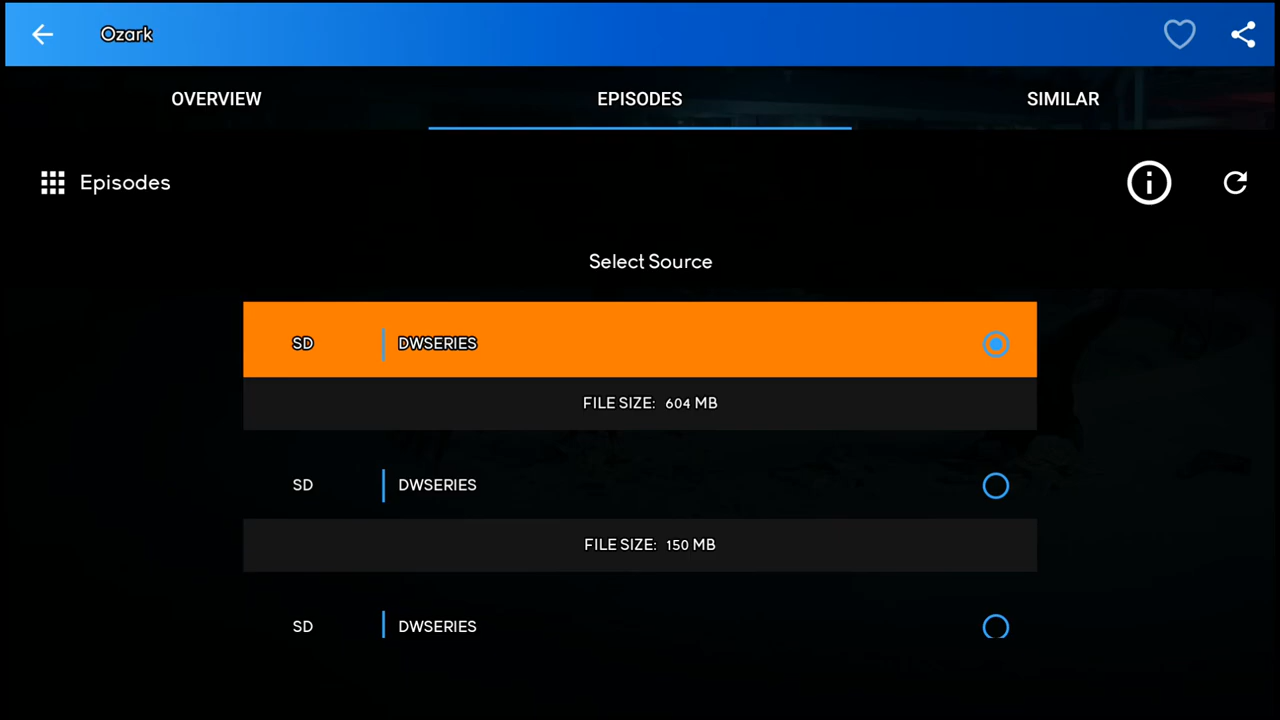 Ozark
OVERVIEW EPISODES SIMILAR
Episodes
Select Source
SD DWSERIES
FILE SIZE: 604 MB
SD DWSERIES
FILE SIZE: 150 MB
SD DWSERIES